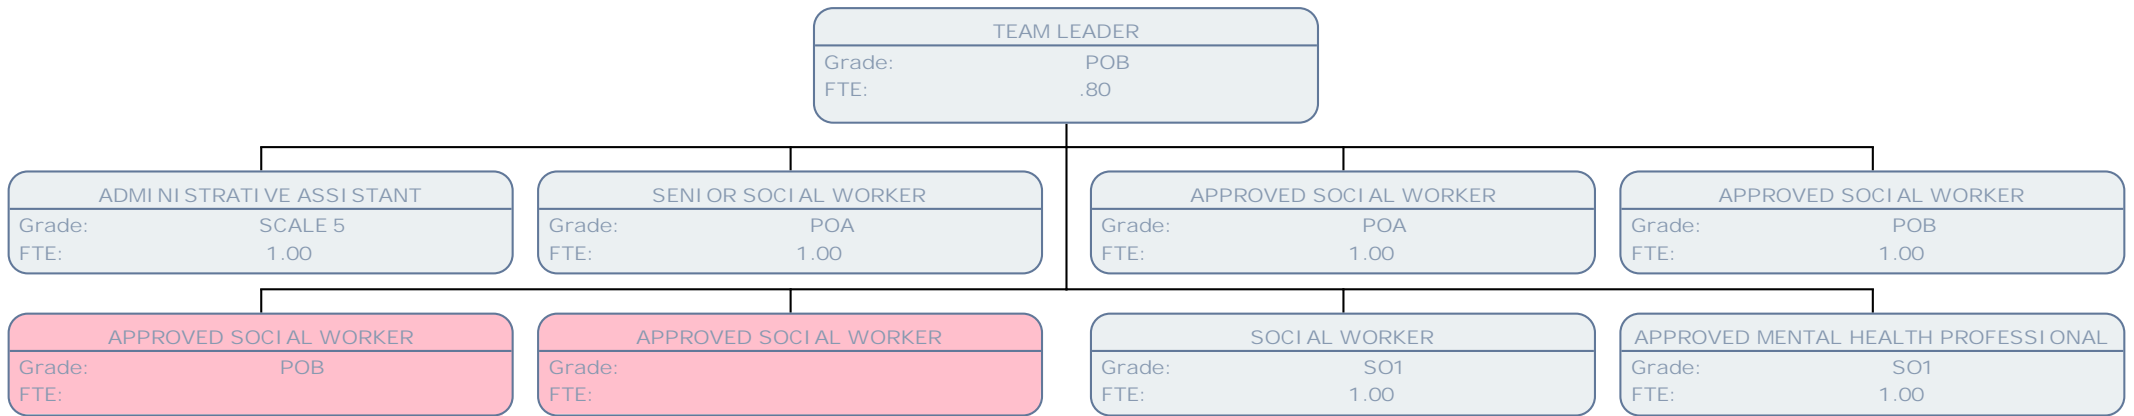 TEAM LEADER
Grade: POB
FTE: .80
ADMINISTRATIVE ASSISTANT
Grade: SCALE 5
FTE: 1.00
SENIOR SOCIAL WORKER
Grade: POA
FTE: 1.00
APPROVED SOCIAL WORKER
Grade: POA
FTE: 1.00
APPROVED SOCIAL WORKER
Grade: POB
FTE: 1.00
APPROVED SOCIAL WORKER
Grade: POB
FTE:
APPROVED SOCIAL WORKER
Grade:
FTE:
SOCIAL WORKER
Grade: SO1
FTE: 1.00
APPROVED MENTAL HEALTH PROFESSIONAL
Grade: SO1
FTE: 1.00